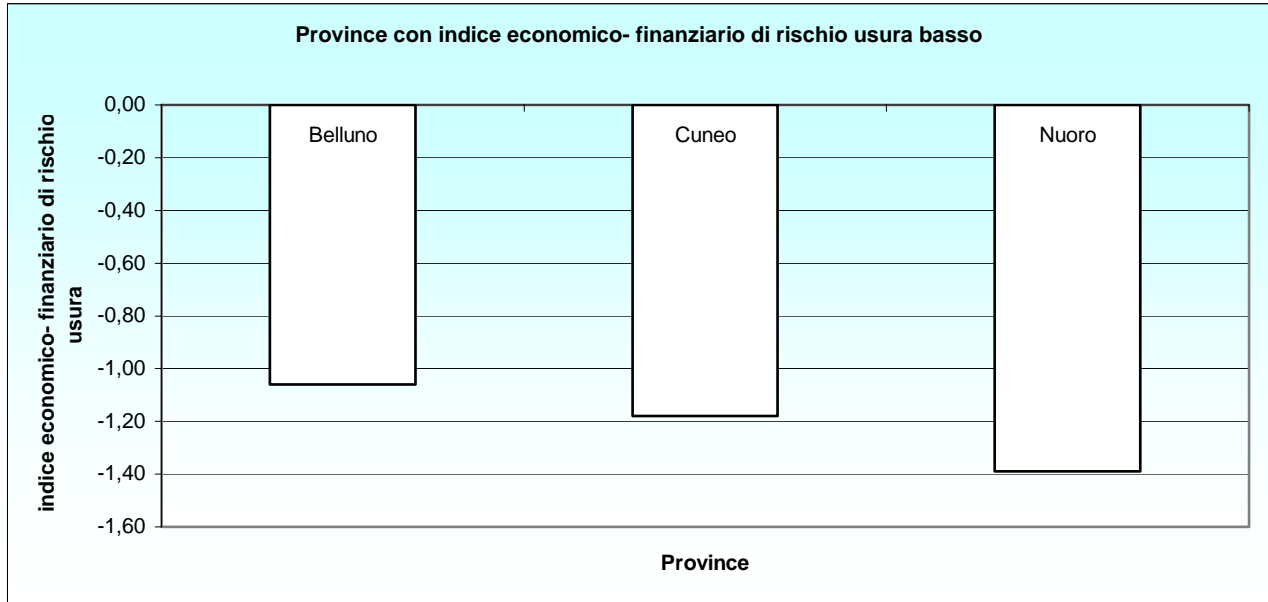 Province con indice economico- finanziario di rischio usura basso
indice economico- finanziario di rischio
usura
0,00
-0,20
-0,40
-0,60
-0,80
-1,00
-1,20
-1,40
-1,60
Belluno
Cuneo
Nuoro
Province